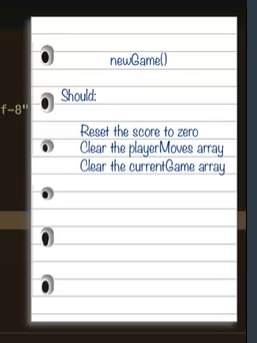 newGame()
f-8"
Should:
Reset the score to zero
Clear the playerMoves array
Clear the currentGame array